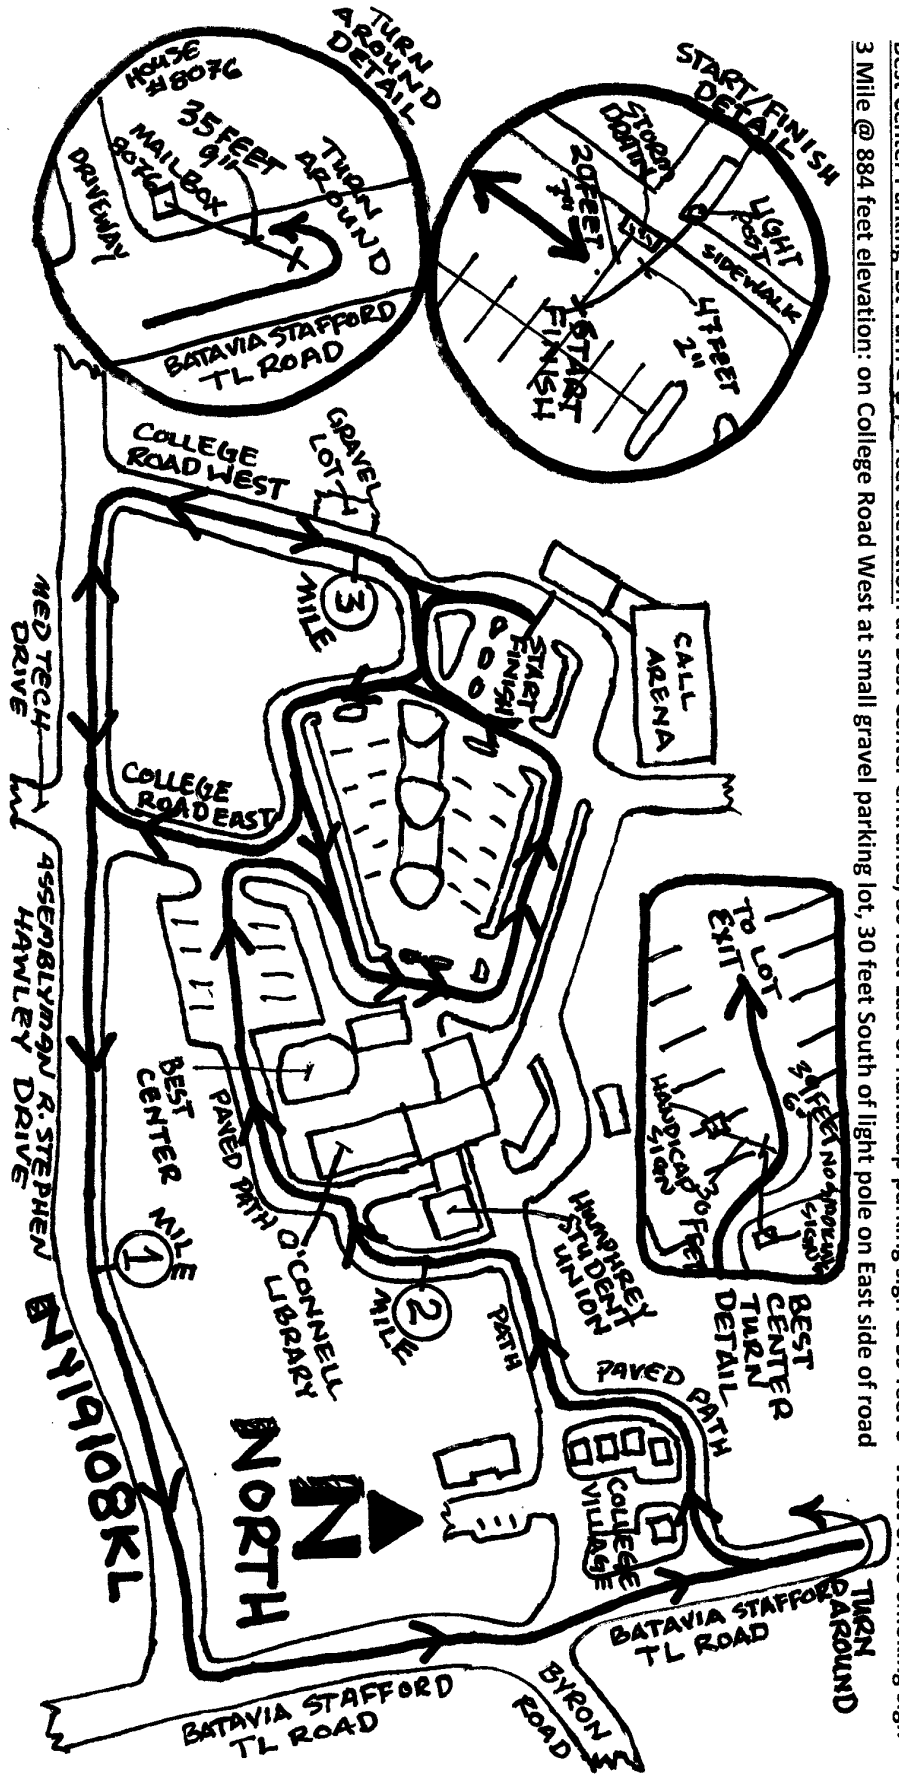 3 Mile @ 884 feet elevation: on College Road West at small gravel parking lot, 30 feet South of light pole on East side of road
START/FINISH
DETAIL
STORM
DRAIN
LIGHT
POST
SIDEWALK
20 FEET
7"
47 FEET
2"
START
FINISH
TURN
AROUND
DETAIL
HOUSE
#8076
35 FEET
9"
MAILBOX
8076
TURN
AROUND
DRIVEWAY
BATAVIA STAFFORD
TL ROAD
CALL
ARENA
TO LOT
EXIT
39 FEET
6"
NO SMOKING
SIGN
HANDICAP
SIGN
30 FEET
BEST
CENTER
TURN
DETAIL
GRAVEL
LOT
COLLEGE
ROAD WEST
3
MILE
START
FINISH
COLLEGE
ROAD EAST
MED TECH
DRIVE
ASSEMBLYMAN R. STEPHEN
HAWLEY DRIVE
BEST
CENTER
PAVED PATH
O'CONNELL
LIBRARY
HUMPHREY
STUDENT
UNION
MILE
1
2
MILE
PATH
PAVED PATH
COLLEGE
VILLAGE
TURN
AROUND
BATAVIA STAFFORD
TL ROAD
BYRON
ROAD
BATAVIA STAFFORD
TL ROAD
N
NORTH
NY19108KL